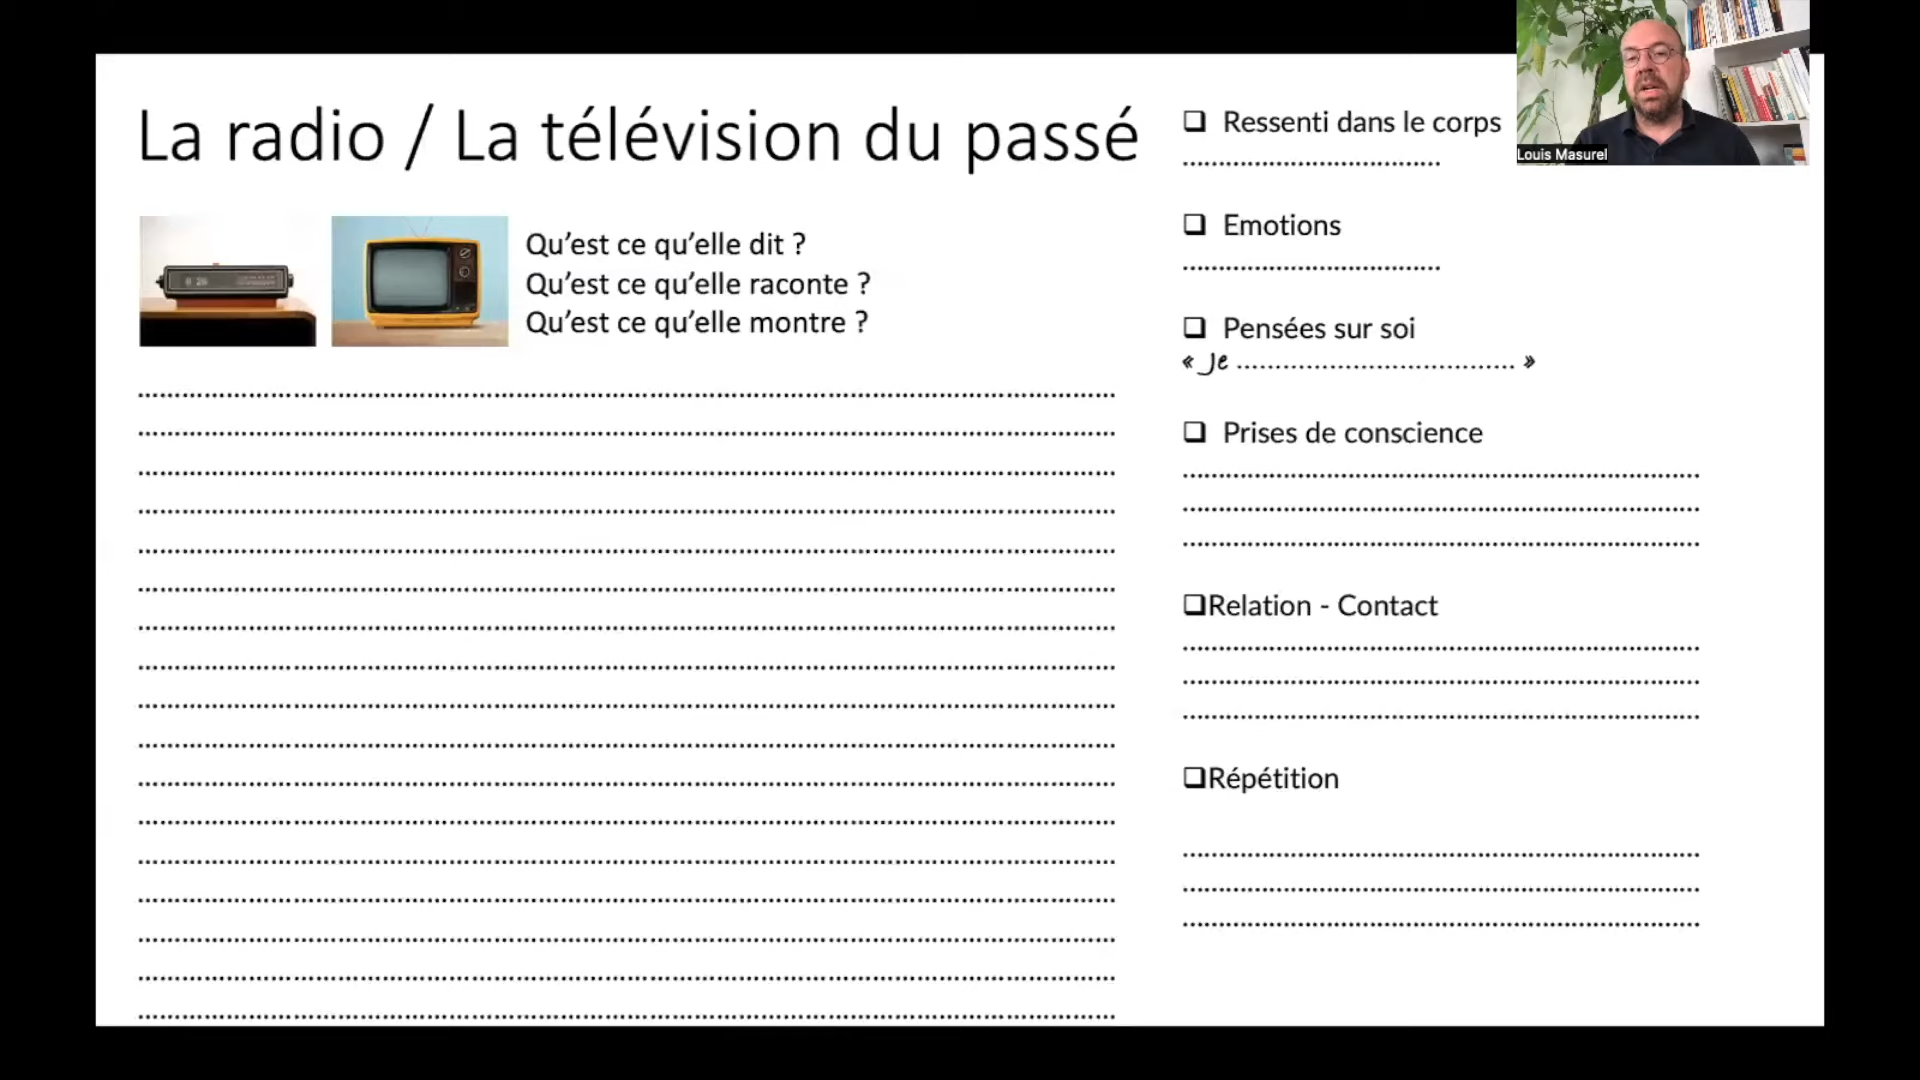 La radio / La télévision du passé
Qu'est ce qu'elle dit ?
Qu'est ce qu'elle raconte ?
Qu'est ce qu'elle montre ?
❑ Ressenti dans le corps
❑ Emotions
❑ Pensées sur soi
« Je .................................... »
❑ Prises de conscience
❑Relation - Contact
❑Répétition
Louis Masurel